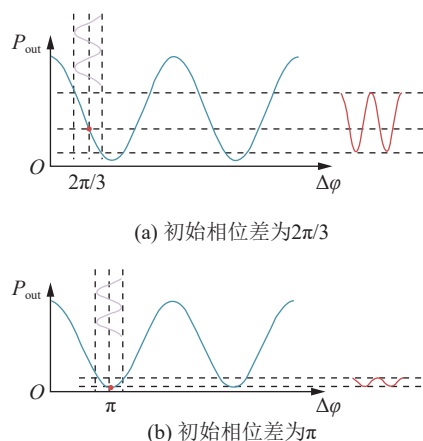 P_out
O
2π/3
Δφ
(a) 初始相位差为2π/3
P_out
O
π
Δφ
(b) 初始相位差为π